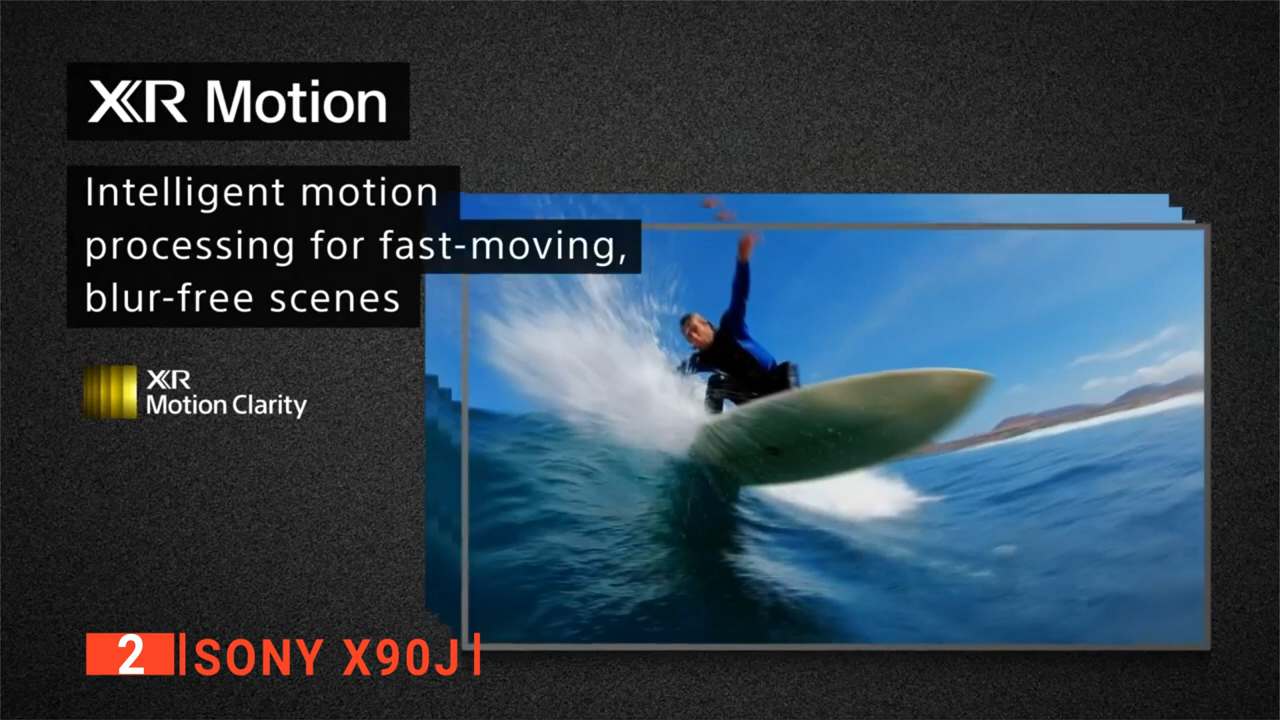 XR Motion
Intelligent motion
processing for fast-moving,
blur-free scenes
XR
Motion Clarity
2 SONY X90J